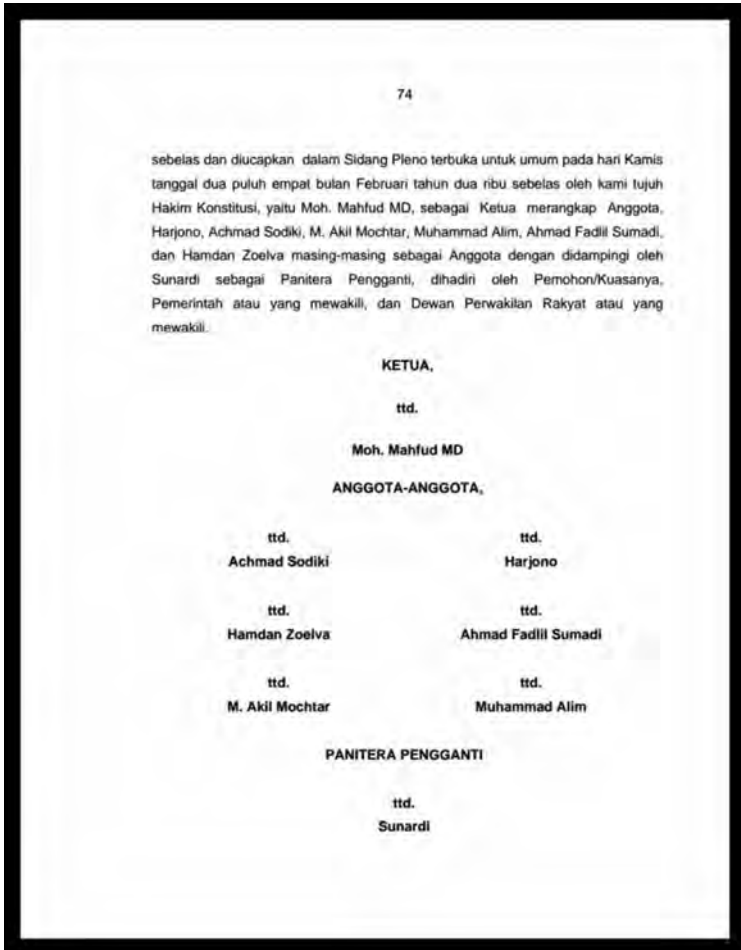 74
sebelas dan diucapkan dalam Sidang Pleno terbuka untuk umum pada hari Kamis
tanggal dua puluh empat bulan Februari tahun dua ribu sebelas oleh kami tujuh
Hakim Konstitusi, yaitu Moh. Mahfud MD, sebagai Ketua merangkap Anggota,
Harjono, Achmad Sodiki, M. Akil Mochtar, Muhammad Alim, Ahmad Fadlil Sumadi,
dan Hamdan Zoelva masing-masing sebagai Anggota dengan didampingi oleh
Sunardi sebagai Panitera Pengganti, dihadiri oleh Pemohon/Kuasanya,
Pemerintah atau yang mewakili, dan Dewan Perwakilan Rakyat atau yang
mewakili.
KETUA,
ttd.
Moh. Mahfud MD
ANGGOTA-ANGGOTA,
ttd. ttd.
Achmad Sodiki Harjono
ttd. ttd.
Hamdan Zoelva Ahmad Fadlil Sumadi
ttd. ttd.
M. Akil Mochtar Muhammad Alim
PANITERA PENGGANTI
ttd.
Sunardi